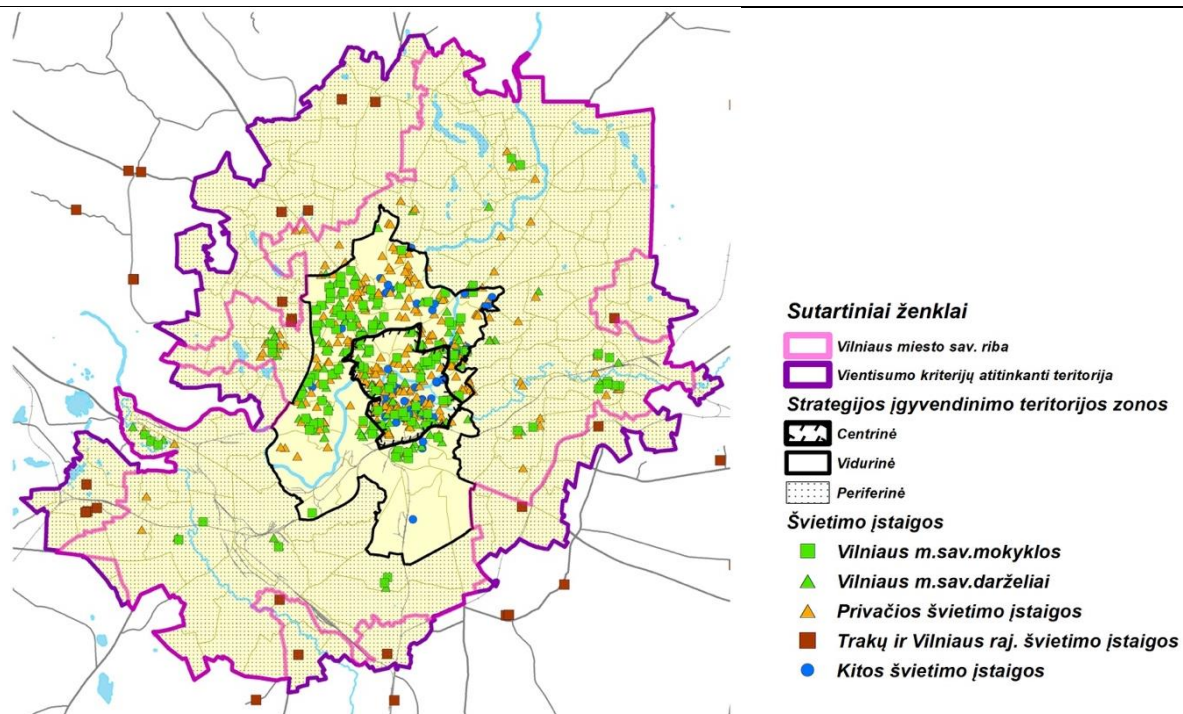 Sutartiniai ženklai
Vilniaus miesto sav. riba
Vientisumo kriterijų atitinkanti teritorija
Strategijos įgyvendinimo teritorijos zonos
Centrinė
Vidurinė
Periferinė
Švietimo įstaigos
Vilniaus m.sav.mokyklos
Vilniaus m.sav.darželiai
Privačios švietimo įstaigos
Trakų ir Vilniaus raj. švietimo įstaigos
Kitos švietimo įstaigos